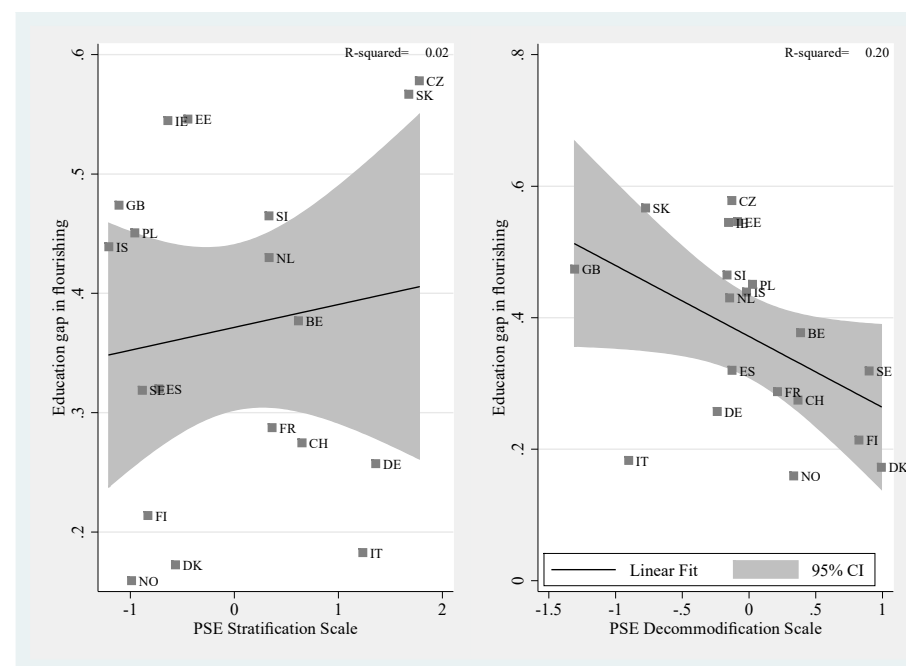 R-squared= 0.02
Education gap in flourishing
.6
.5
.4
.3
.2
CZ
SK
IE
EE
GB
PL
IS
SI
NL
BE
SE
ES
FR
CH
DE
FI
IT
DK
NO
-1
0
1
2
PSE Stratification Scale
R-squared= 0.20
Education gap in flourishing
.8
.6
.4
.2
0
CZ
SK
IE
EE
GB
SI
PL
IS
NL
BE
ES
SE
FR
CH
DE
FI
IT
DK
NO
Linear Fit
95% CI
-1.5
-1
-.5
0
.5
1
PSE Decommodification Scale